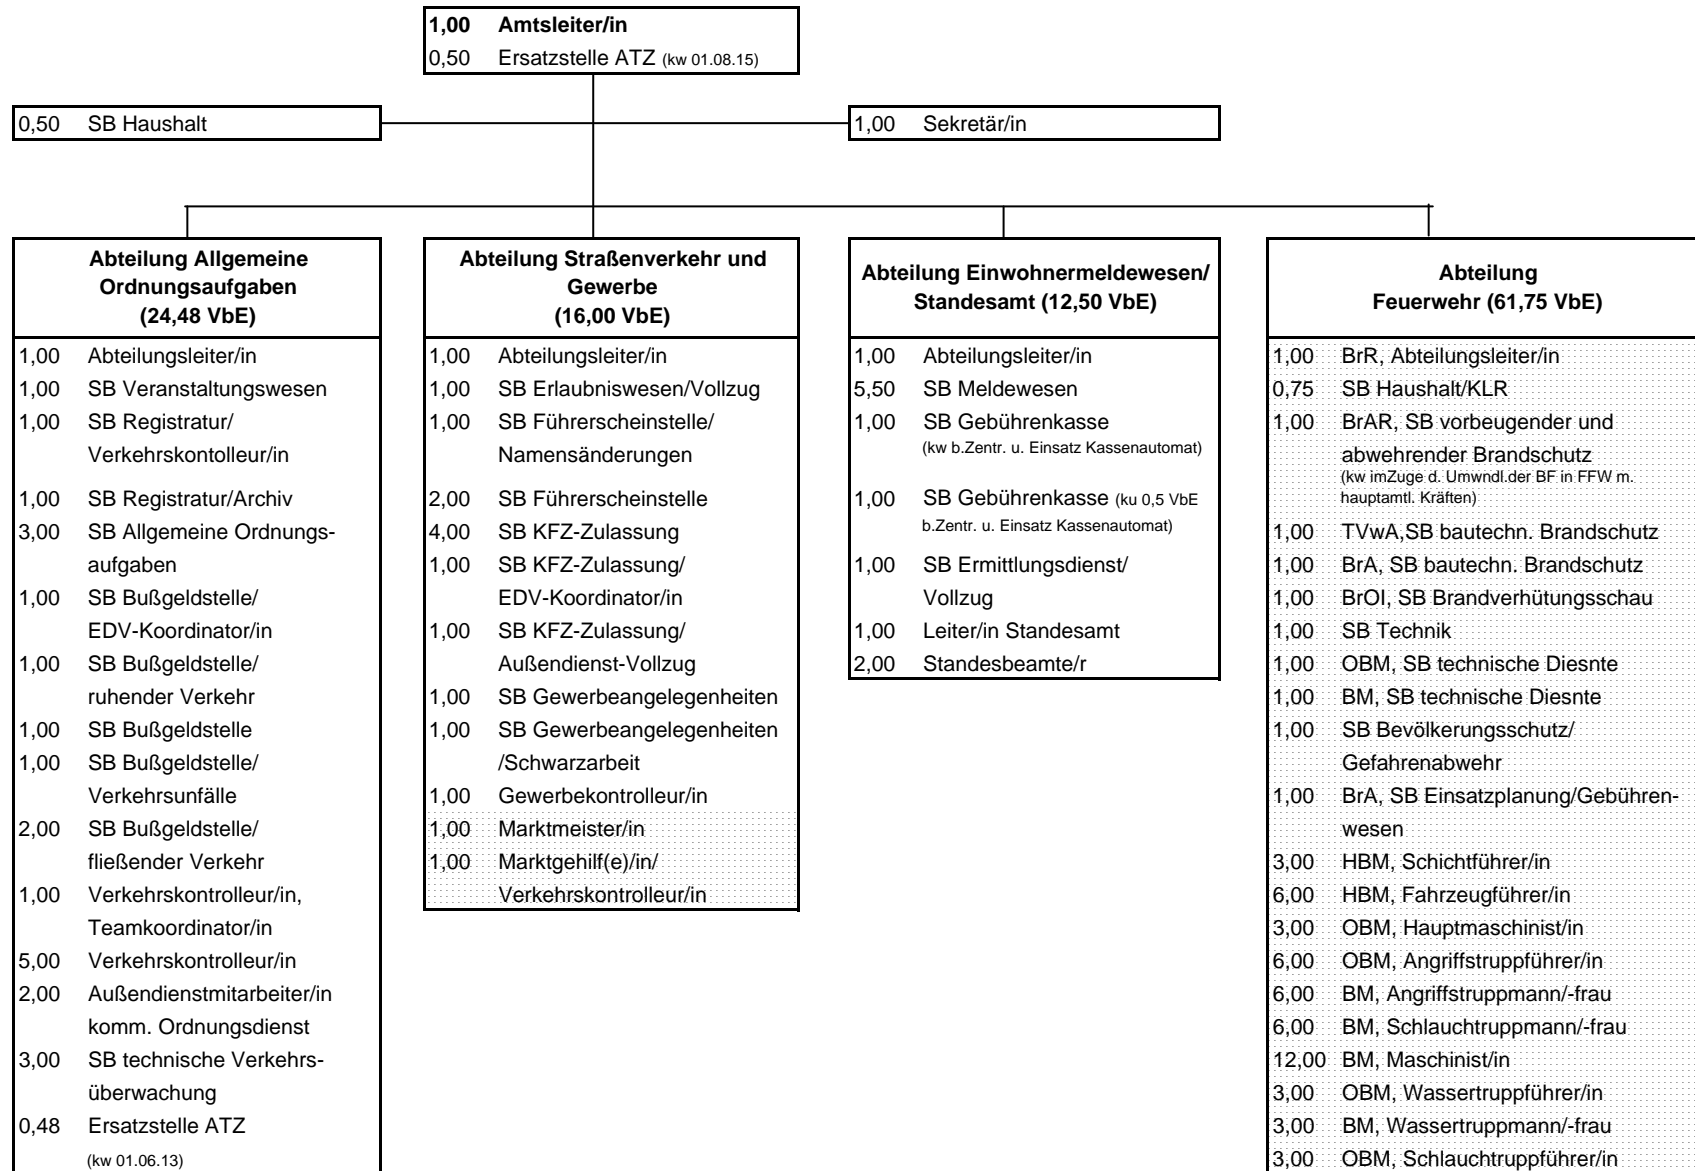 1,00 Amtsleiter/in
0,50 Ersatzstelle ATZ (kw 01.08.15)
0,50 SB Haushalt
1,00 Sekretär/in
Abteilung Allgemeine
Ordnungsaufgaben
(24,48 VbE)
1,00 Abteilungsleiter/in
1,00 SB Veranstaltungswesen
1,00 SB Registratur/
Verkehrskontolleur/in
1,00 SB Registratur/Archiv
3,00 SB Allgemeine Ordnungs-
aufgaben
1,00 SB Bußgeldstelle/
EDV-Koordinator/in
1,00 SB Bußgeldstelle/
ruhender Verkehr
1,00 SB Bußgeldstelle
1,00 SB Bußgeldstelle/
Verkehrsunfälle
2,00 SB Bußgeldstelle/
fließender Verkehr
1,00 Verkehrskontrolleur/in,
Teamkoordinator/in
5,00 Verkehrskontrolleur/in
2,00 Außendienstmitarbeiter/in
komm. Ordnungsdienst
3,00 SB technische Verkehrs-
überwachung
0,48 Ersatzstelle ATZ
(kw 01.06.13)
Abteilung Straßenverkehr und
Gewerbe
(16,00 VbE)
1,00 Abteilungsleiter/in
1,00 SB Erlaubniswesen/Vollzug
1,00 SB Führerscheinstelle/
Namensänderungen
2,00 SB Führerscheinstelle
4,00 SB KFZ-Zulassung
1,00 SB KFZ-Zulassung/
EDV-Koordinator/in
1,00 SB KFZ-Zulassung/
Außendienst-Vollzug
1,00 SB Gewerbeangelegenheiten
1,00 SB Gewerbeangelegenheiten
/Schwarzarbeit
1,00 Gewerbekontrolleur/in
1,00 Marktmeister/in
1,00 Marktgehilf(e)/in/
Verkehrskontrolleur/in
Abteilung Einwohnermeldewesen/
Standesamt (12,50 VbE)
1,00 Abteilungsleiter/in
5,50 SB Meldewesen
1,00 SB Gebührenkasse
(kw b.Zentr. u. Einsatz Kassenautomat)
1,00 SB Gebührenkasse (ku 0,5 VbE
b.Zentr. u. Einsatz Kassenautomat)
1,00 SB Ermittlungsdienst/
Vollzug
1,00 Leiter/in Standesamt
2,00 Standesbeamte/r
Abteilung
Feuerwehr (61,75 VbE)
1,00 BrR, Abteilungsleiter/in
0,75 SB Haushalt/KLR
1,00 BrAR, SB vorbeugender und
abwehrender Brandschutz
(kw imZuge d. Umwndl.der BF in FFW m.
hauptamtl. Kräften)
1,00 TVwA,SB bautechn. Brandschutz
1,00 BrA, SB bautechn. Brandschutz
1,00 BrOI, SB Brandverhütungsschau
1,00 SB Technik
1,00 OBM, SB technische Diesnte
1,00 BM, SB technische Diesnte
1,00 SB Bevölkerungsschutz/
Gefahrenabwehr
1,00 BrA, SB Einsatzplanung/Gebühren-
wesen
3,00 HBM, Schichtführer/in
6,00 HBM, Fahrzeugführer/in
3,00 OBM, Hauptmaschinist/in
6,00 OBM, Angriffstruppführer/in
6,00 BM, Angriffstruppmann/-frau
6,00 BM, Schlauchtruppmann/-frau
12,00 BM, Maschinist/in
3,00 OBM, Wassertruppführer/in
3,00 BM, Wassertruppmann/-frau
3,00 OBM, Schlauchtruppführer/in